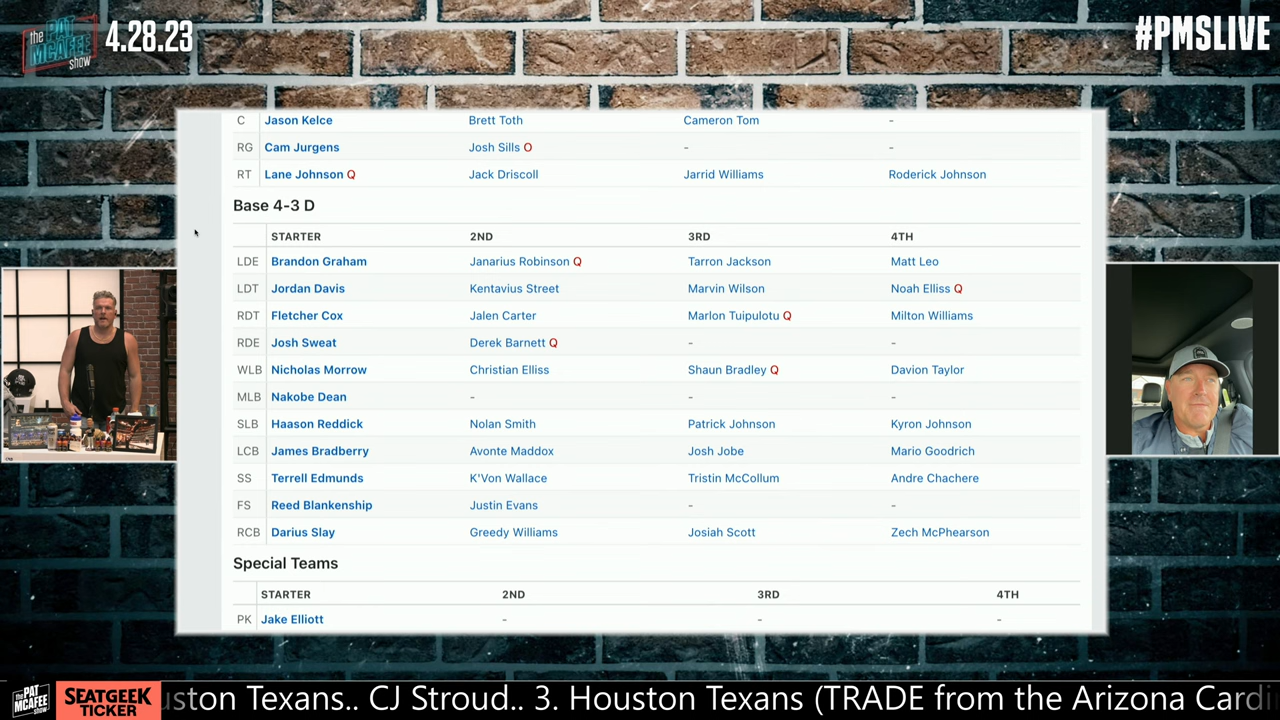 the PAT MCAFEE show 4.28.23 #PMSLIVE
C Jason Kelce Brett Toth Cameron Tom -
RG Cam Jurgens Josh Sills O - -
RT Lane Johnson Q Jack Driscoll Jarrid Williams Roderick Johnson
Base 4-3 D
STARTER 2ND 3RD 4TH
LDE Brandon Graham Janarius Robinson Q Tarron Jackson Matt Leo
LDT Jordan Davis Kentavius Street Marvin Wilson Noah Elliss Q
RDT Fletcher Cox Jalen Carter Marlon Tuipulotu Q Milton Williams
RDE Josh Sweat Derek Barnett Q - -
WLB Nicholas Morrow Christian Elliss Shaun Bradley Q Davion Taylor
MLB Nakobe Dean - - -
SLB Haason Reddick Nolan Smith Patrick Johnson Kyron Johnson
LCB James Bradberry Avonte Maddox Josh Jobe Mario Goodrich
SS Terrell Edmunds K'Von Wallace Tristin McCollum Andre Chachere
FS Reed Blankenship Justin Evans - -
RCB Darius Slay Greedy Williams Josiah Scott Zech McPhearson
Special Teams
STARTER 2ND 3RD 4TH
PK Jake Elliott - - -
the PAT MCAFEE show SEATGEEK TICKER uston Texans.. CJ Stroud.. 3. Houston Texans (TRADE from the Arizona Cardi